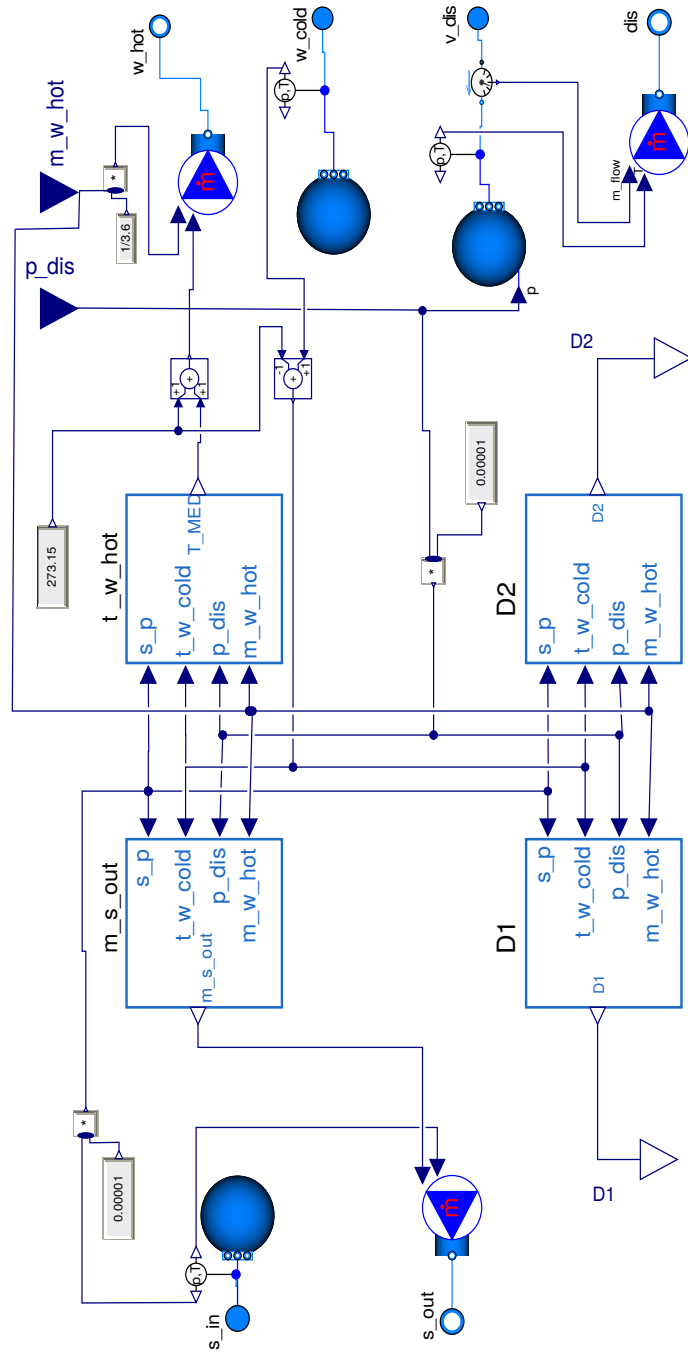 p_dis
m_w_hot
273.15
*
0.00001
m_s_out
t_w_hot
*
1/3.6
w_hot
s_p
s_p
t_w_cold
t_w_cold
+1
+1
+
ṁ
p,T
m_s_out
T_MED
p_dis
p_dis
s_in
m_w_hot
m_w_hot
-1
+1
+
w_cold
p,T
s_out
ṁ
*
0.00001
p,T
v_dis
D1
D2
p
s_p
s_p
D2
t_w_cold
t_w_cold
D1
D1
D2
p_dis
p_dis
m_flow
T
dis
m_w_hot
m_w_hot
ṁ